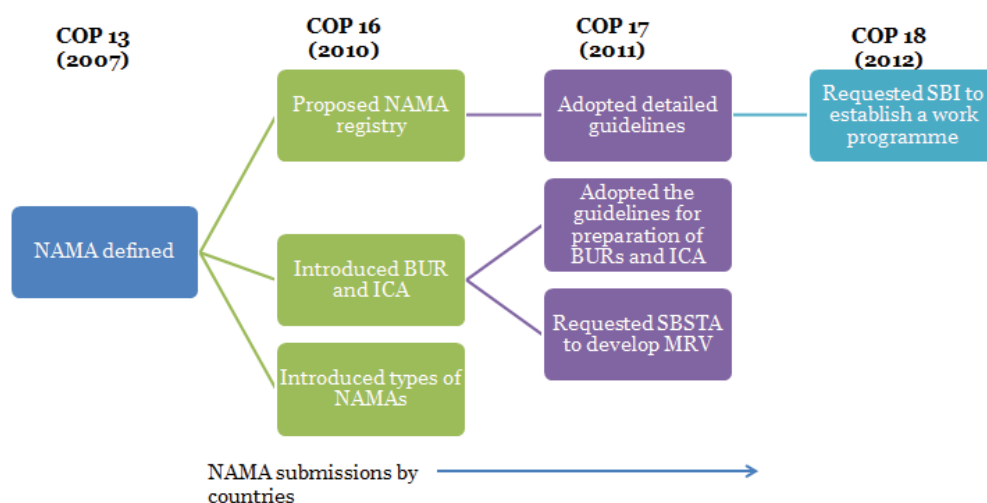 COP 13
(2007)
COP 16
(2010)
COP 17
(2011)
COP 18
(2012)
NAMA defined
Proposed NAMA
registry
Introduced BUR
and ICA
Introduced types of
NAMAs
Adopted detailed
guidelines
Adopted the
guidelines for
preparation of
BURs and ICA
Requested SBSTA
to develop MRV
Requested SBI to
establish a work
programme
NAMA submissions by
countries